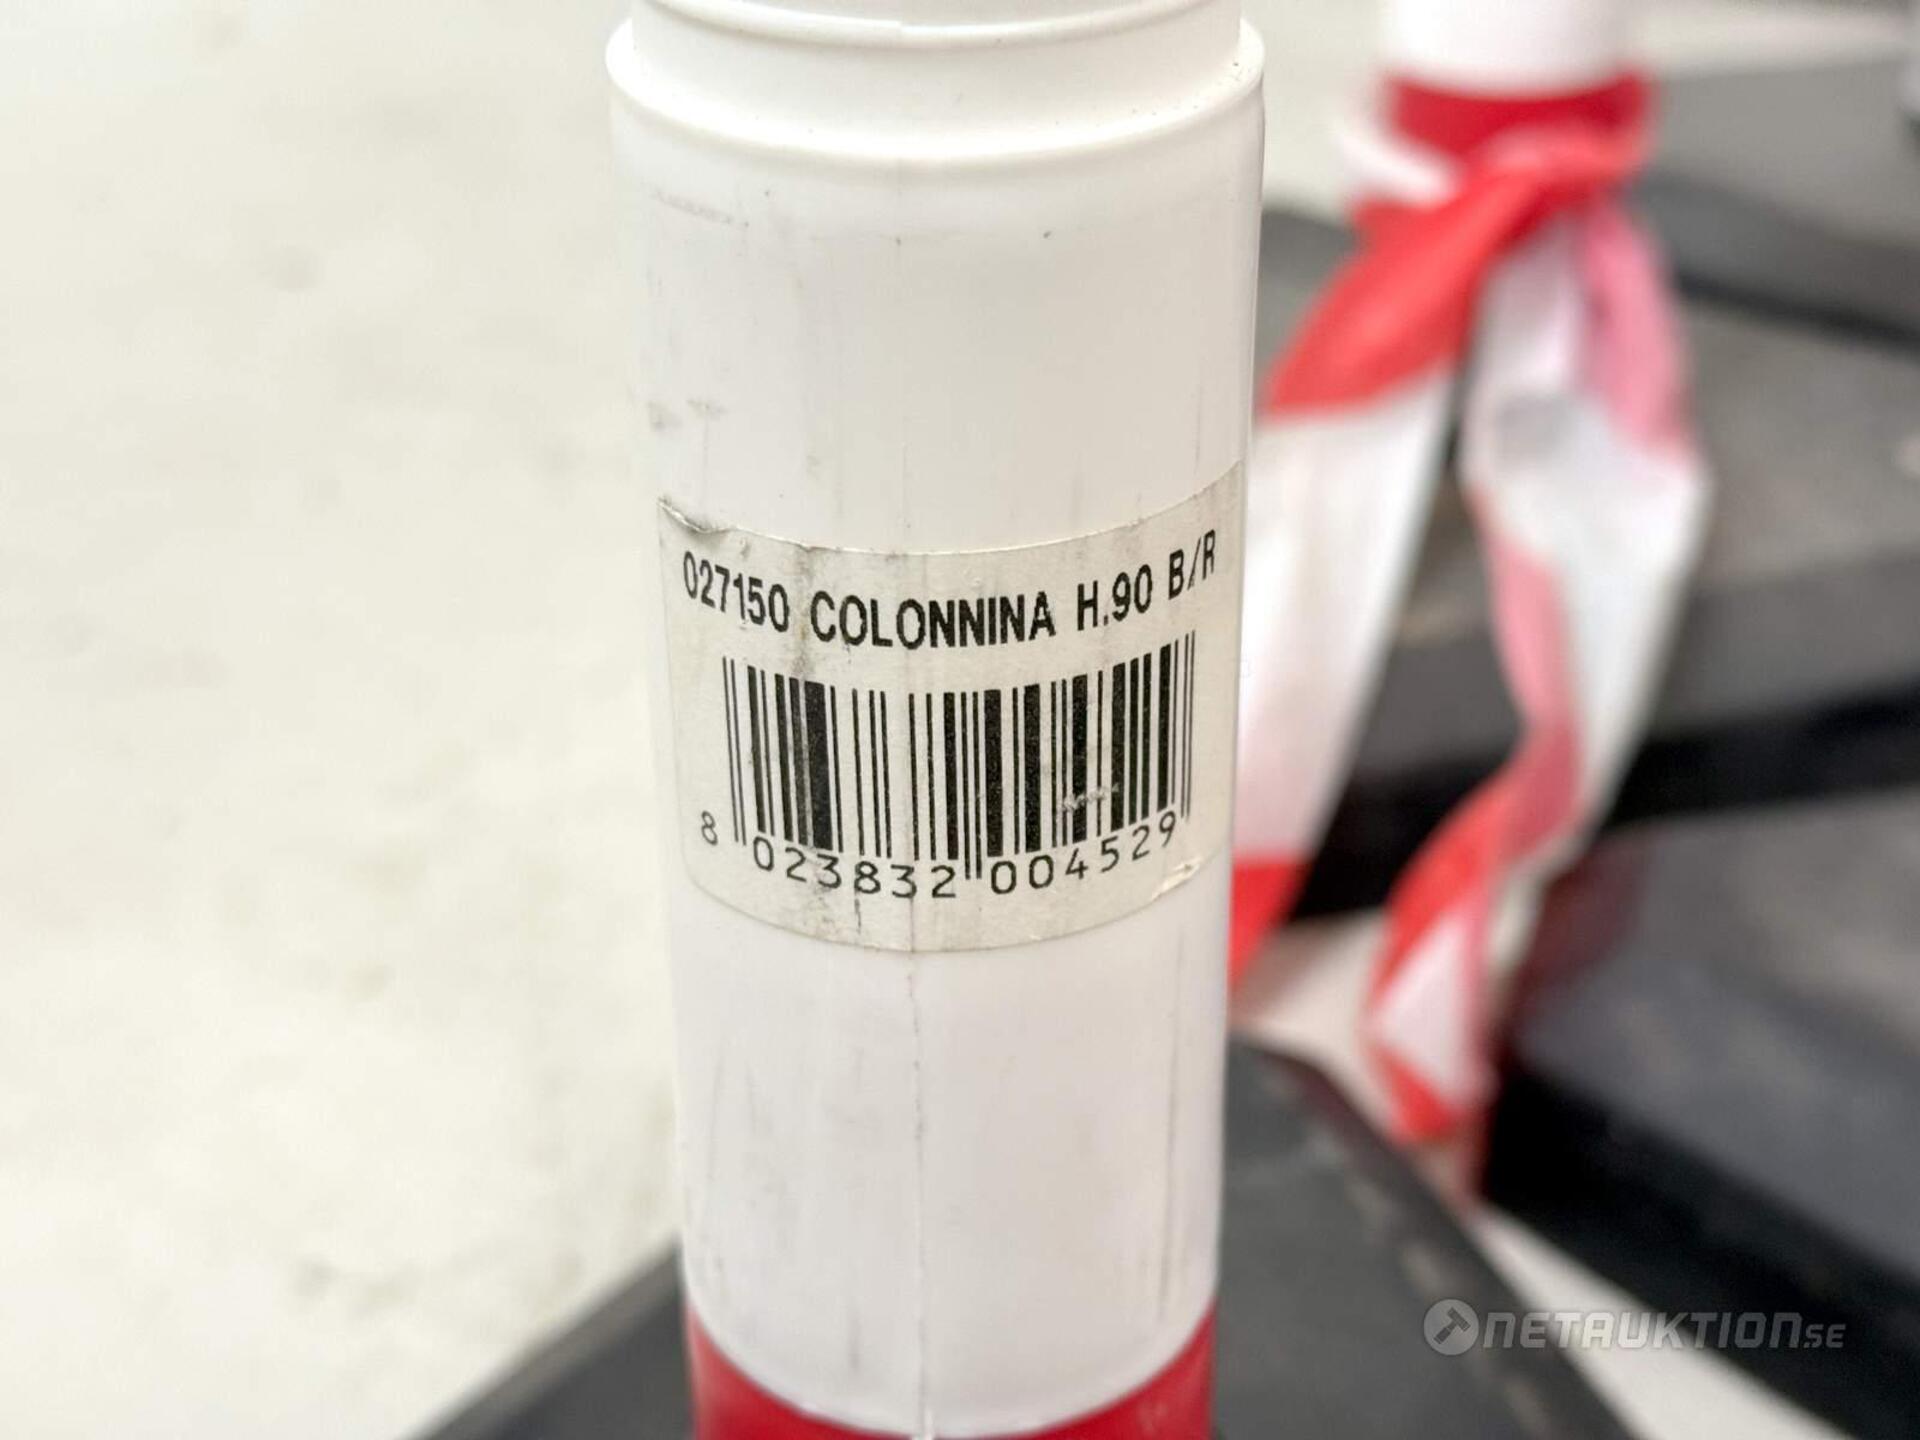 027150 COLONNINA H.90 B/R
8 023832 004529
NETAUKTION.SE